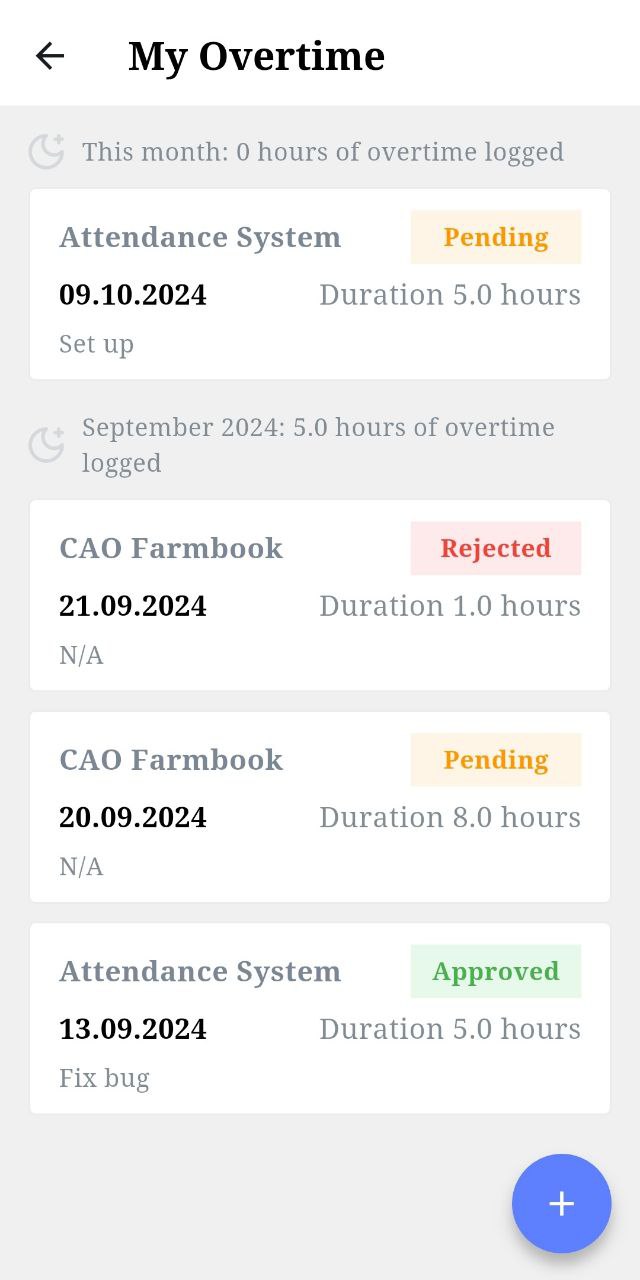 My Overtime
This month: 0 hours of overtime logged
Attendance System
Pending
09.10.2024
Duration 5.0 hours
Set up
September 2024: 5.0 hours of overtime
logged
CAO Farmbook
Rejected
21.09.2024
Duration 1.0 hours
N/A
CAO Farmbook
Pending
20.09.2024
Duration 8.0 hours
N/A
Attendance System
Approved
13.09.2024
Duration 5.0 hours
Fix bug